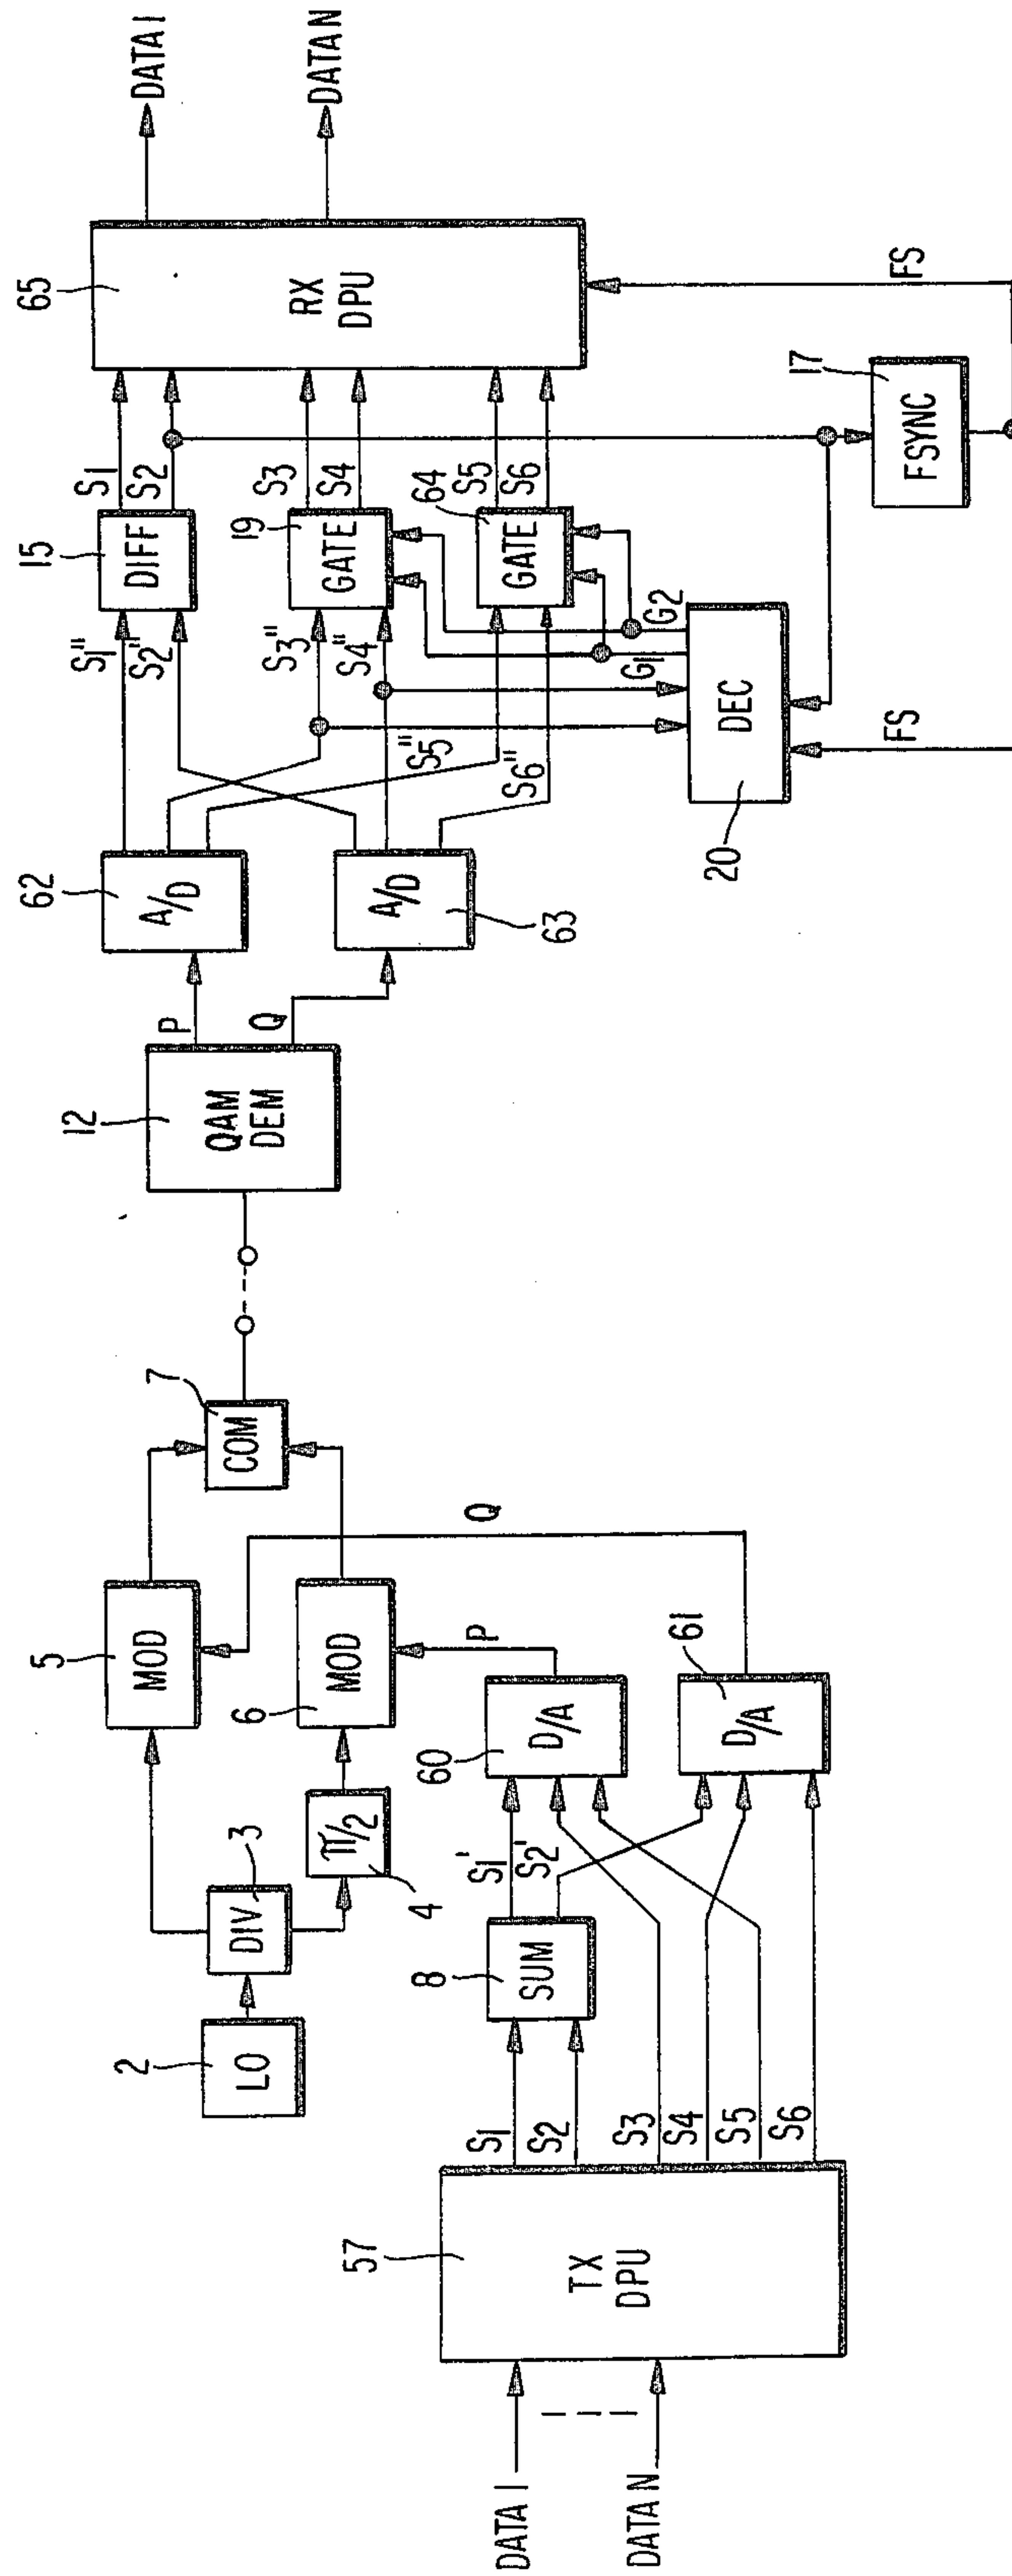 DATA 1
DATA N
57
TX
DPU
S1
S2
S3
S4
S5
S6
2
LO
DIV
3
π/2
4
8
SUM
S1'
S2'
5
MOD
6
MOD
60
D/A
61
D/A
P
Q
7
COM
12
QAM
DEM
P
Q
62
A/D
63
A/D
S1"
S2"
S3"
S4"
S5"
S6"
15
DIFF
19
GATE
64
GATE
S1
S2
S3
S4
S5
S6
G1
G2
20
DEC
FS
17
FSYNC
FS
65
RX
DPU
DATA 1
DATA N